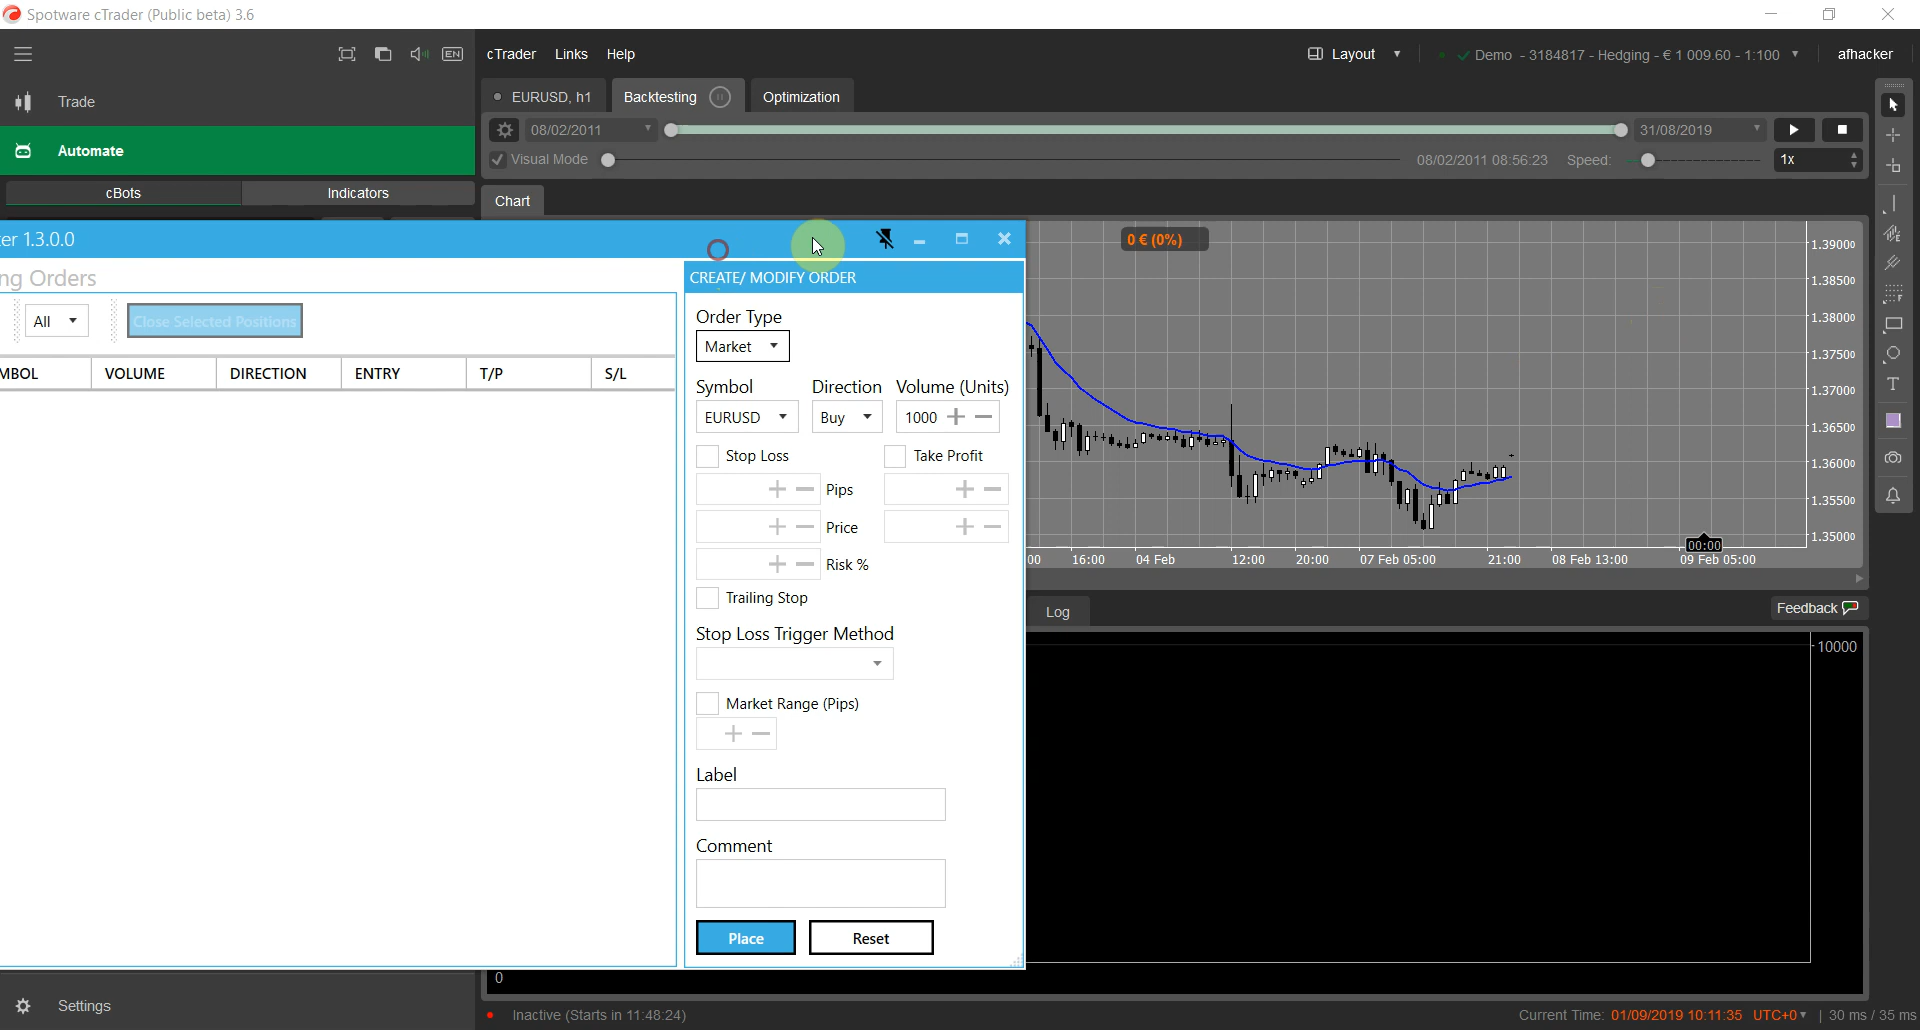 Spotware cTrader (Public beta) 3.6
EN
cTrader Links Help
Layout
Demo - 3184817 - Hedging - € 1 009.60 - 1:100
afhacker
Trade
EURUSD, h1
Backtesting
Optimization
08/02/2011
31/08/2019
Automate
Visual Mode
08/02/2011 08:56:23
Speed:
1x
cBots
Indicators
Chart
er 1.3.0.0
0 € (0%)
ng Orders
All
Close Selected Positions
MBOL VOLUME DIRECTION ENTRY T/P S/L
CREATE/ MODIFY ORDER
Order Type
Market
Symbol Direction Volume (Units)
EURUSD Buy 1000
Stop Loss Take Profit
Pips
Price
Risk %
Trailing Stop
Stop Loss Trigger Method
Market Range (Pips)
Label
Comment
Place
Reset
1.39000
1.38500
1.38000
1.37500
1.37000
1.36500
1.36000
1.35500
1.35000
00:00
00 16:00 04 Feb 12:00 20:00 07 Feb 05:00 21:00 08 Feb 13:00 09 Feb 05:00
Log
Feedback
10000
0
Settings
Inactive (Starts in 11:48:24)
Current Time: 01/09/2019 10:11:35 UTC+0 | 30 ms / 35 ms